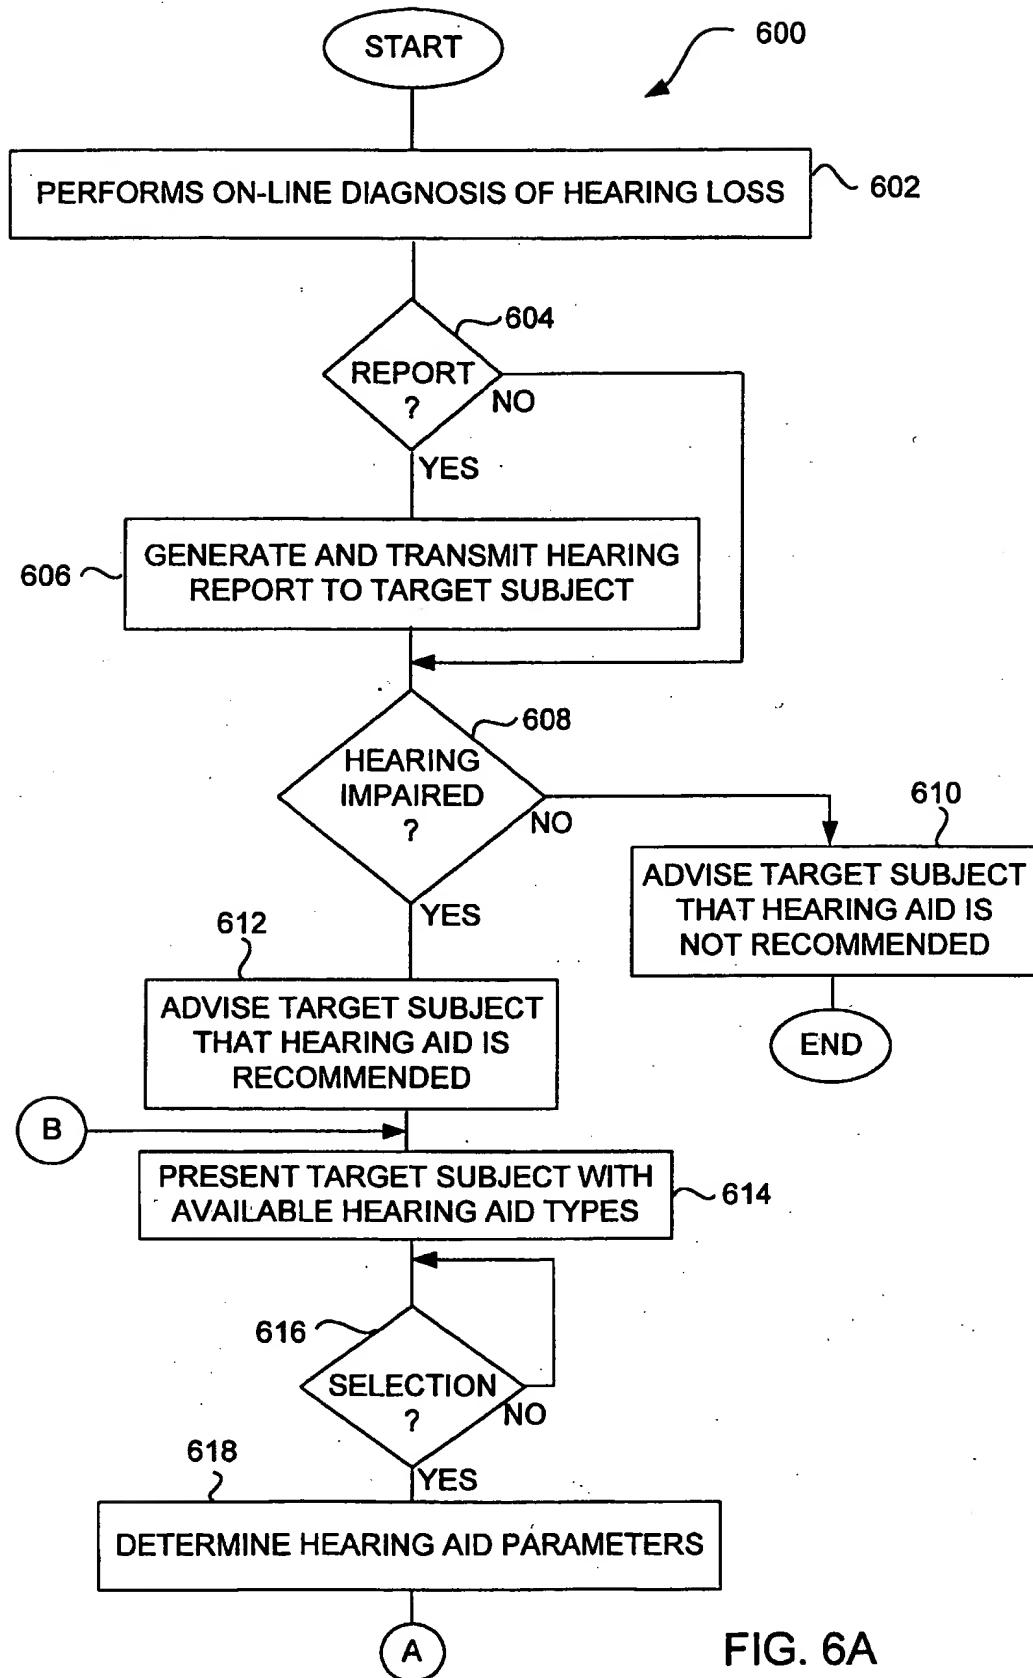 START
600
PERFORMS ON-LINE DIAGNOSIS OF HEARING LOSS
602
604
REPORT
?
NO
YES
606
GENERATE AND TRANSMIT HEARING
REPORT TO TARGET SUBJECT
608
HEARING
IMPAIRED
?
NO
YES
610
ADVISE TARGET SUBJECT
THAT HEARING AID IS
NOT RECOMMENDED
END
612
ADVISE TARGET SUBJECT
THAT HEARING AID IS
RECOMMENDED
B
PRESENT TARGET SUBJECT WITH
AVAILABLE HEARING AID TYPES
614
616
SELECTION
?
NO
YES
618
DETERMINE HEARING AID PARAMETERS
A
FIG. 6A